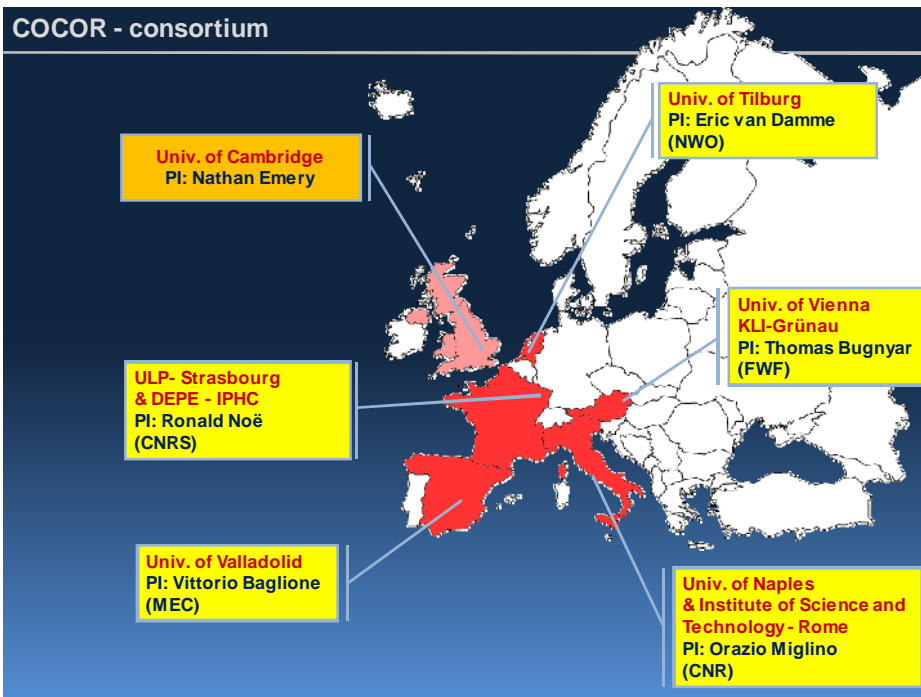 COCOR - consortium
Univ. of Tilburg
PI: Eric van Damme
(NWO)
Univ. of Cambridge
PI: Nathan Emery
Univ. of Vienna
KLI-Grünau
PI: Thomas Bugnyar
(FWF)
ULP- Strasbourg
& DEPE - IPHC
PI: Ronald Noë
(CNRS)
Univ. of Valladolid
PI: Vittorio Baglione
(MEC)
Univ. of Naples
& Institute of Science and
Technology - Rome
PI: Orazio Miglino
(CNR)